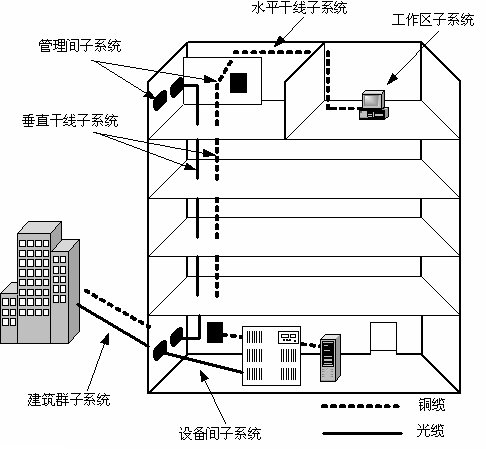 水平干线子系统
工作区子系统
管理间子系统
垂直干线子系统
建筑群子系统
设备间子系统
铜缆
光缆